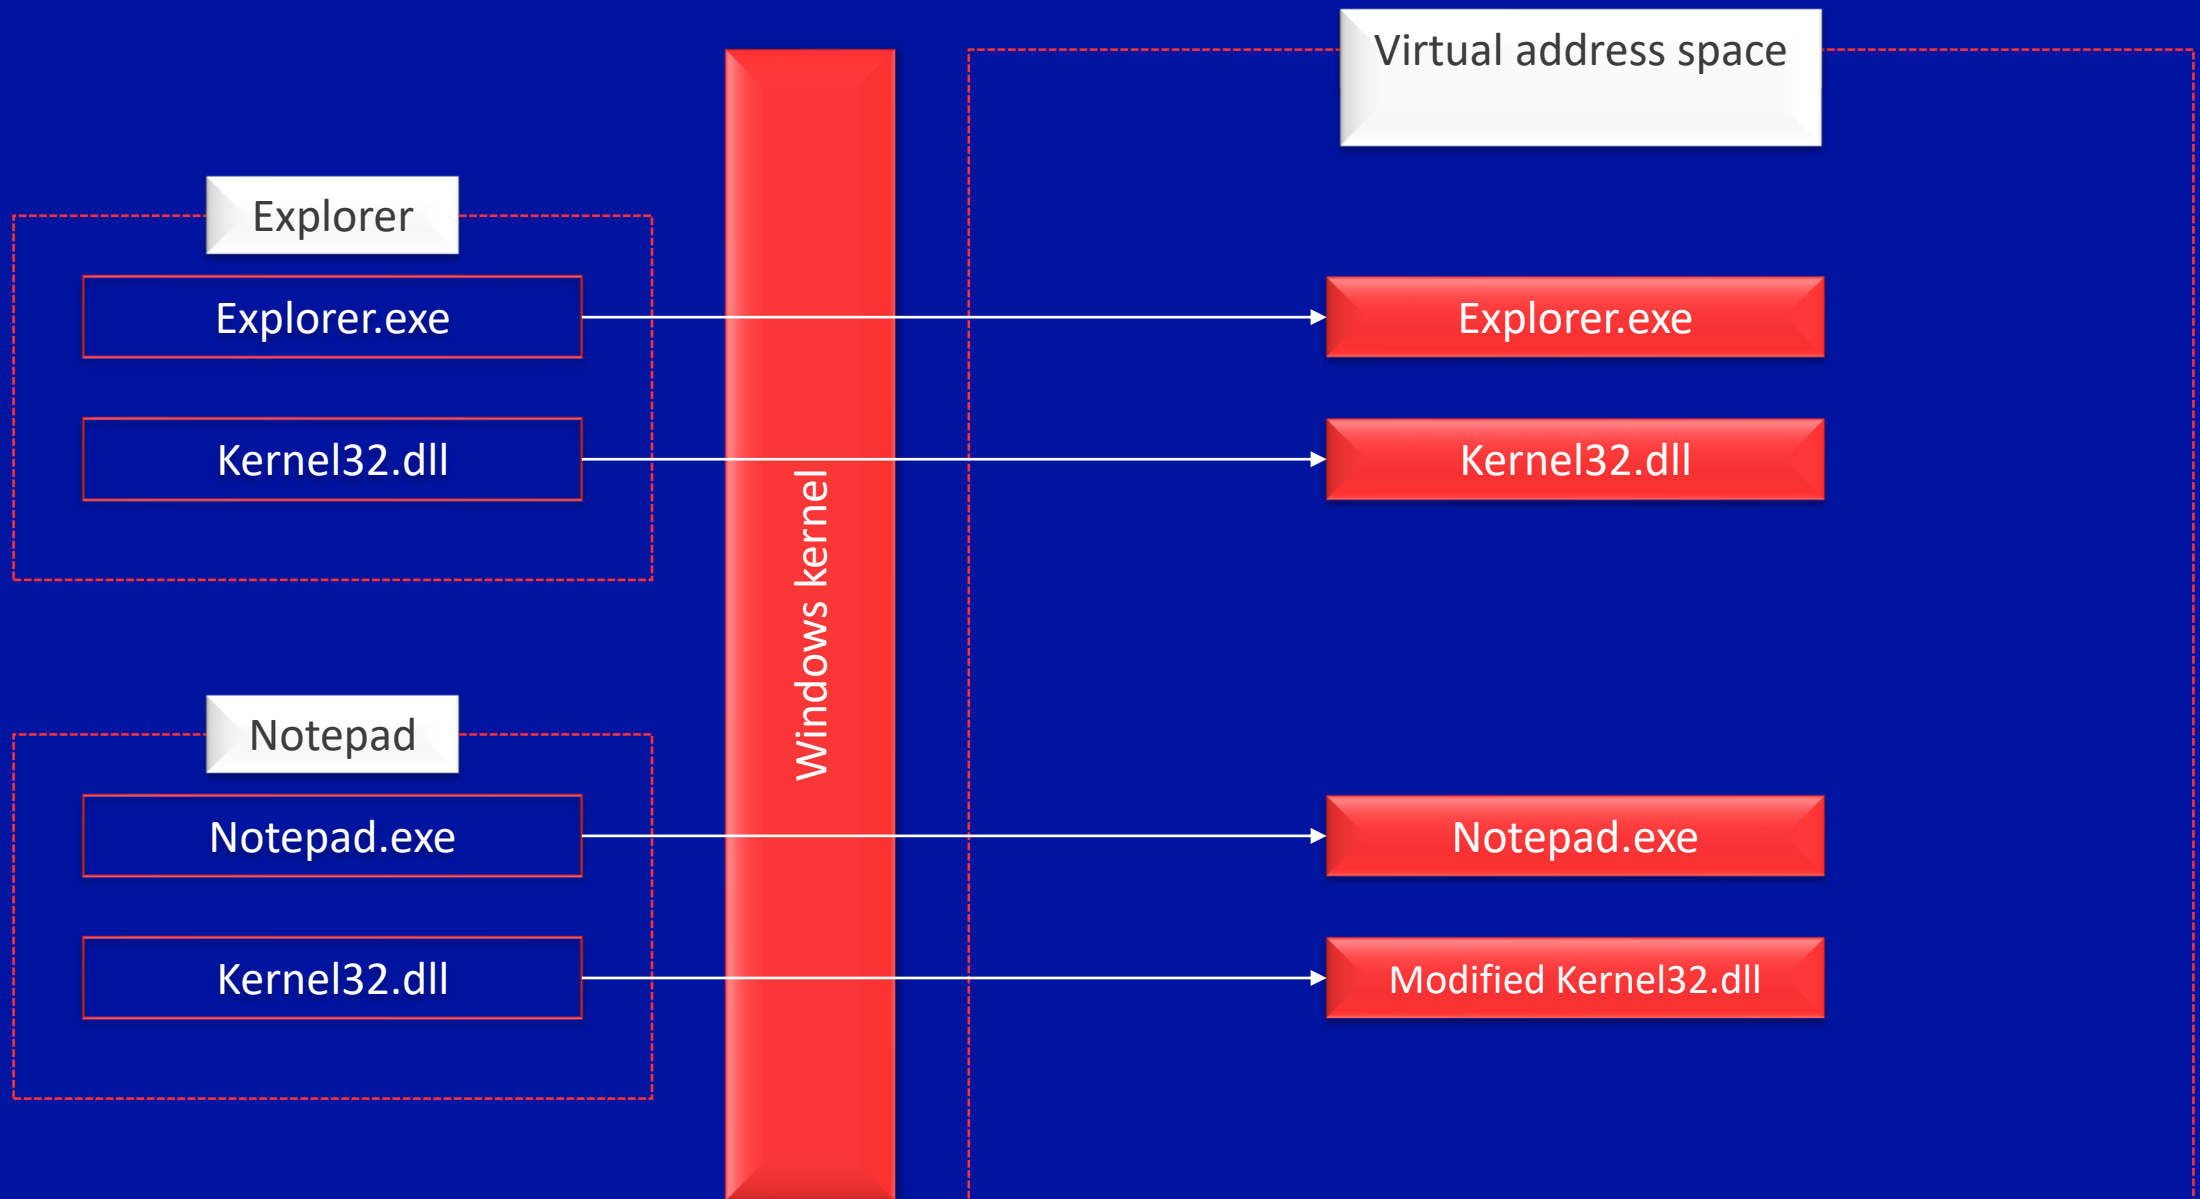 Virtual address space
Explorer
Explorer.exe
Explorer.exe
Kernel32.dll
Kernel32.dll
Windows kernel
Notepad
Notepad.exe
Notepad.exe
Kernel32.dll
Modified Kernel32.dll